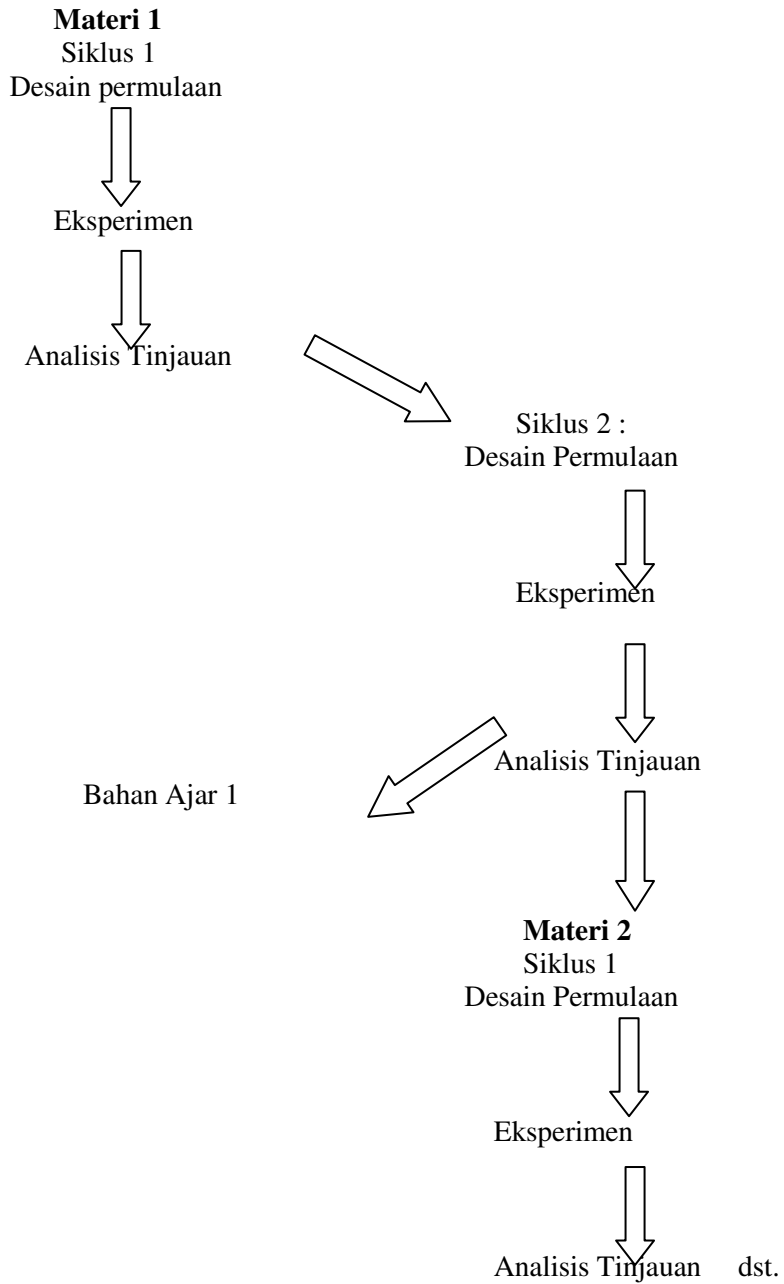 Materi 1
Siklus 1
Desain permulaan
Eksperimen
Analisis Tinjauan
Siklus 2 :
Desain Permulaan
Eksperimen
Analisis Tinjauan
Bahan Ajar 1
Materi 2
Siklus 1
Desain Permulaan
Eksperimen
Analisis Tinjauan dst.